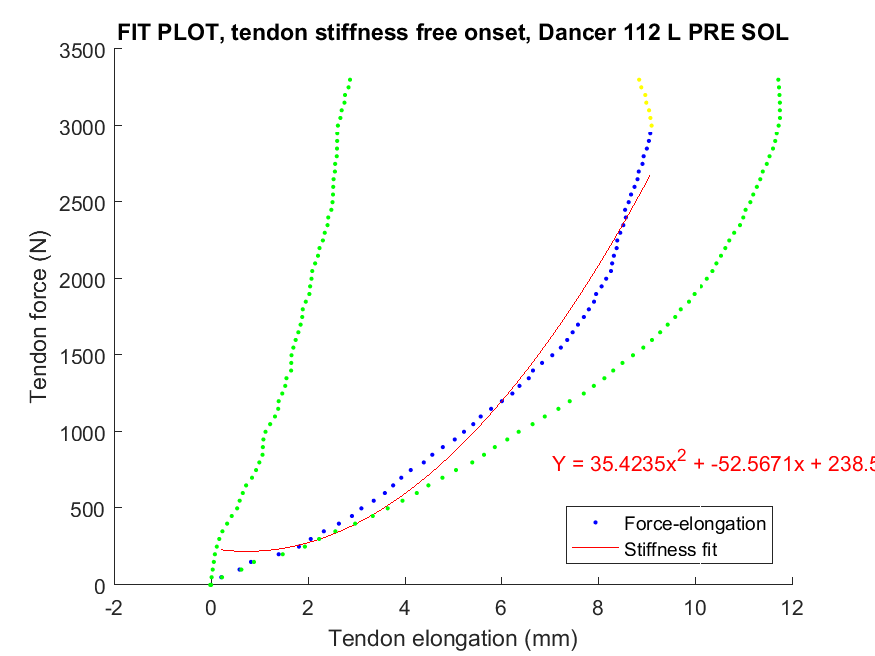 FIT PLOT, tendon stiffness free onset, Dancer 112 L PRE SOL
3500
3000
2500
2000
1500
1000
500
0
Tendon force (N)
Y = 35.4235x² + -52.5671x + 238.5
Force-elongation
Stiffness fit
-2 0 2 4 6 8 10 12
Tendon elongation (mm)